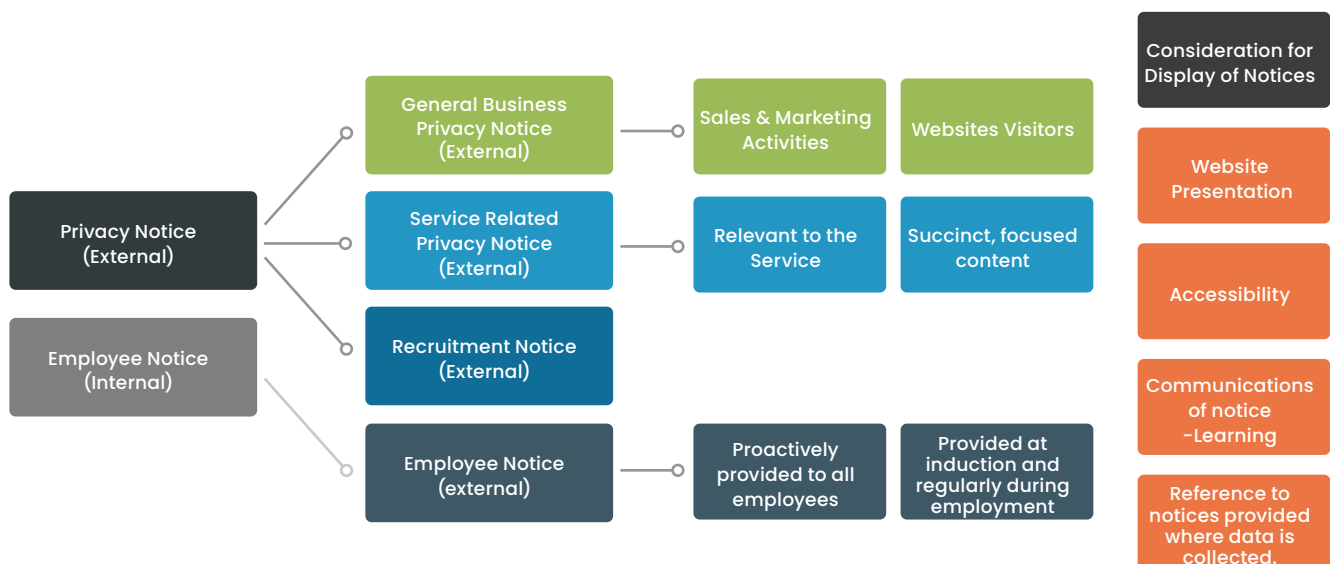 Privacy Notice
(External)
Employee Notice
(Internal)
General Business
Privacy Notice
(External)
Service Related
Privacy Notice
(External)
Recruitment Notice
(External)
Employee Notice
(external)
Sales & Marketing
Activities
Websites Visitors
Relevant to the
Service
Succinct, focused
content
Proactively
provided to all
employees
Provided at
induction and
regularly during
employment
Consideration for
Display of Notices
Website
Presentation
Accessibility
Communications
of notice
-Learning
Reference to
notices provided
where data is
collected.